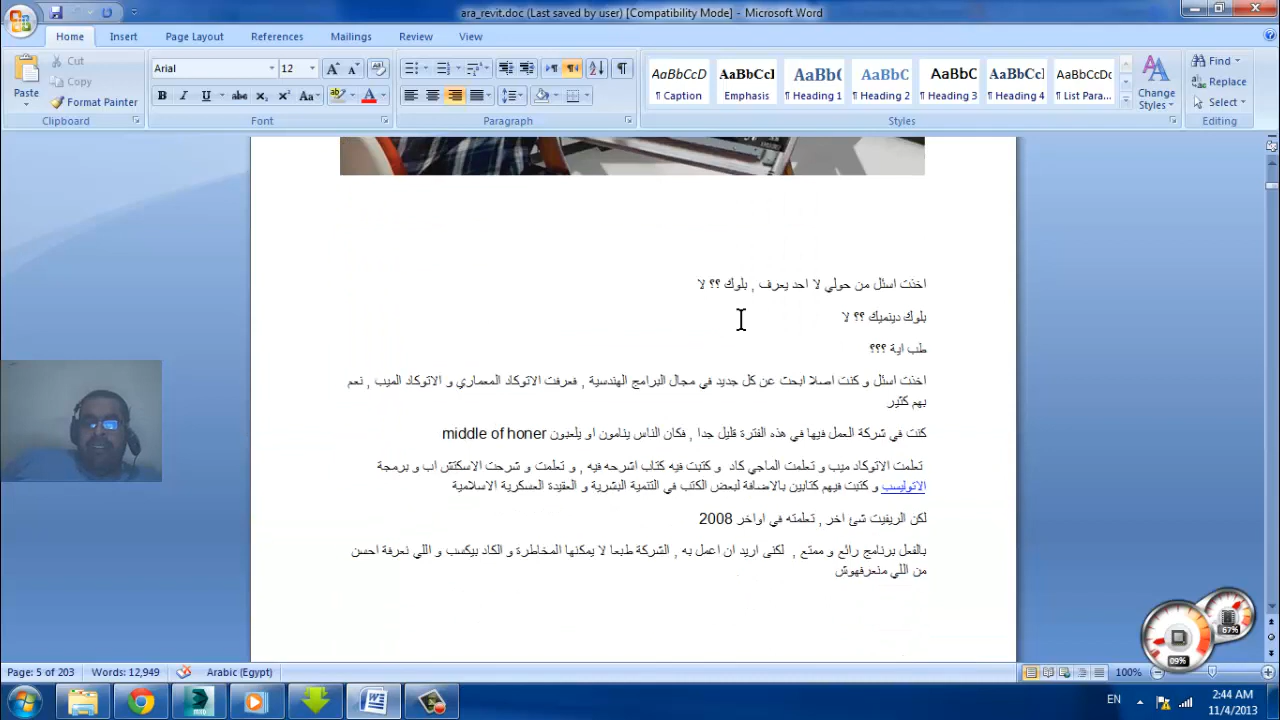 ara_revit.doc (Last saved by user) [Compatibility Mode] - Microsoft Word
Home Insert Page Layout References Mailings Review View
Paste
Cut
Copy
Format Painter
Clipboard
Arial 12
Font
Paragraph
AaBbCcD AaBbCcI AaBbC AaBbCc AaBbC AaBbCc AaBbCcDc
¶ Caption Emphasis ¶ Heading 1 ¶ Heading 2 ¶ Heading 3 ¶ Heading 4 ¶ List Para...
Change Styles
Styles
Find
Replace
Select
Editing
اخذت اسئل من حولي لا احد يعرف , بلوك ؟؟ لا
بلوك دينميك ؟؟ لا
طب اية ؟؟؟
اخذت اسئل و كنت اصلا ابحث عن كل جديد في مجال البرامج الهندسية , فعرفت الاتوكاد المعماري و الاتوكاد الميب , نعم
بهم كثير
كنت في شركة العمل فيها في هذه الفترة قليل جدا , فكان الناس ينامون او يلعبون middle of honer
تعلمت الاتوكاد ميب و تعلمت الماجي كاد و كتبت فيه كتاب اشرحه فيه , و تعلمت و شرحت الاسكتش اب و برمجة
الاتوليسب و كتبت فيهم كتابين بالاضافة لبعض الكتب في التنمية البشرية و العقيدة العسكرية الاسلامية
لكن الريفيت شئ اخر , تعلمته في اواخر 2008
بالفعل برنامج رائع و ممتع , لكنى اريد ان اعمل به , الشركة طبعا لا يمكنها المخاطرة و الكاد بيكسب و اللي نعرفة احسن
من اللي منعرفهوش
67%
09%
Page: 5 of 203 Words: 12,949 Arabic (Egypt) 100%
EN 2:44 AM
11/4/2013